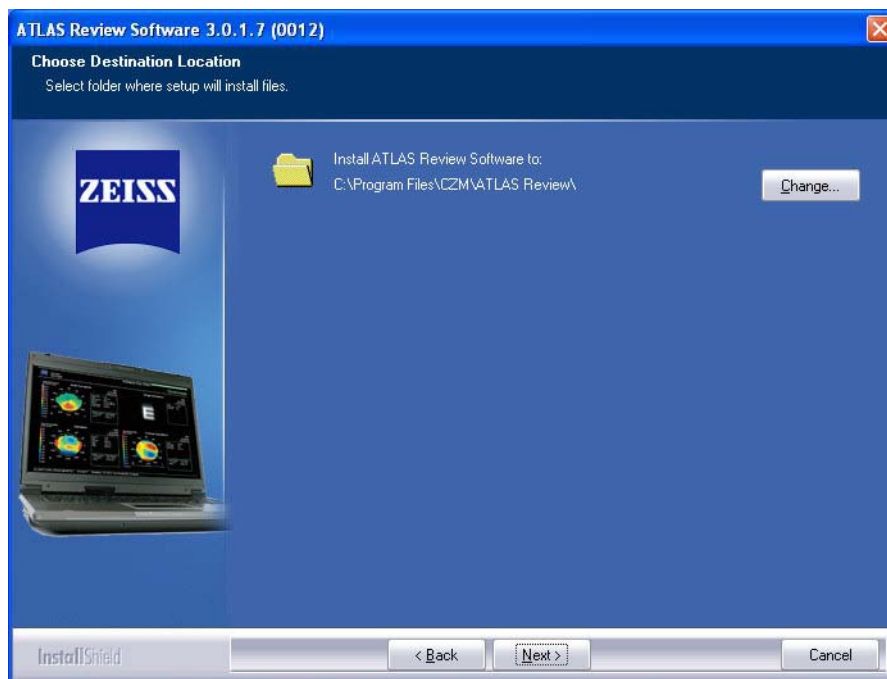 ATLAS Review Software 3.0.1.7 (0012)
Choose Destination Location
Select folder where setup will install files.
ZEISS
Install ATLAS Review Software to:
C:\Program Files\CZM\ATLAS Review\
Change...
E
InstallShield
< Back
Next >
Cancel